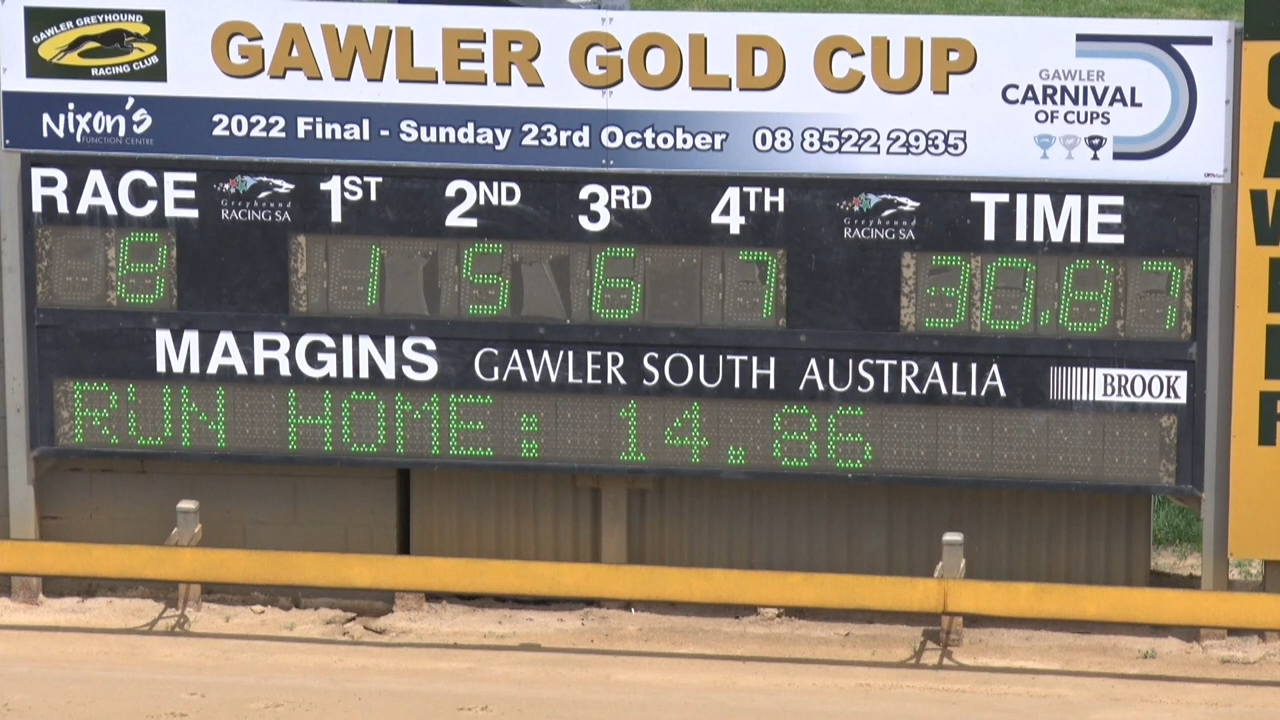 GAWLER GREYHOUND
RACING CLUB
GAWLER GOLD CUP
GAWLER
CARNIVAL
OF CUPS
Nixon's
FUNCTION CENTRE
2022 Final - Sunday 23rd October 08 8522 2935
RACE
Greyhound
RACING SA
1ST 2ND 3RD 4TH
Greyhound
RACING SA
TIME
8 1 5 6 7 30.87
MARGINS GAWLER SOUTH AUSTRALIA BROOK
RUN HOME: 14.86